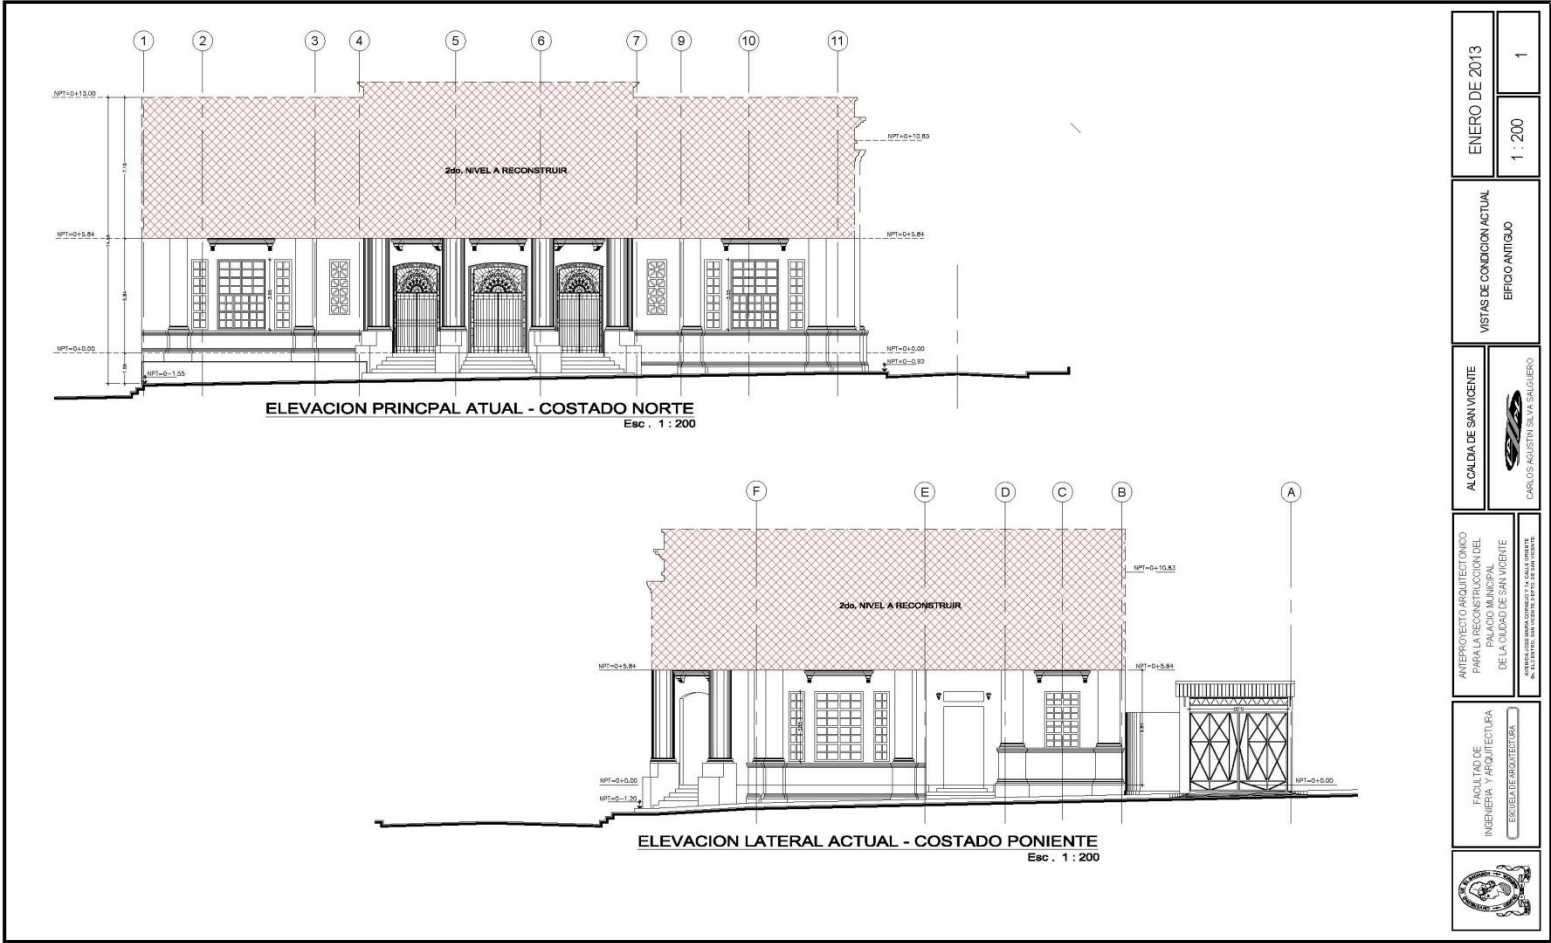 1 2 3 4 5 6 7 9 10 11
NPT=0+13.00
NPT=0+10.83
2do. NIVEL A RECONSTRUIR
NPT=0+5.84
NPT=0+5.84
NPT=0+0.00
NPT=0+0.00
NPT=0-0.92
NPT=0-1.55
ELEVACION PRINCPAL ATUAL - COSTADO NORTE
Esc . 1 : 200
F E D C B A
NPT=0+10.83
2do. NIVEL A RECONSTRUIR
NPT=0+5.84
NPT=0+5.84
NPT=0+0.00
NPT=0+0.00
NPT=0-1.20
ELEVACION LATERAL ACTUAL - COSTADO PONIENTE
Esc . 1 : 200
ENERO DE 2013
1
1 : 200
VISTAS DE CONDICION ACTUAL
EIFICIO ANTIGUO
ALCALDIA DE SAN VICENTE
CARLOS AGUSTIN SILVA SALGUERO
ANTEPROYECTO ARQUITECTONICO
PARA LA RECONSTRUCCION DEL
PALACIO MUNICIPAL
DE LA CIUDAD DE SAN VICENTE
FACULTAD DE
INGENIERIA Y ARQUITECTURA
ESCUELA DE ARQUITECTURA